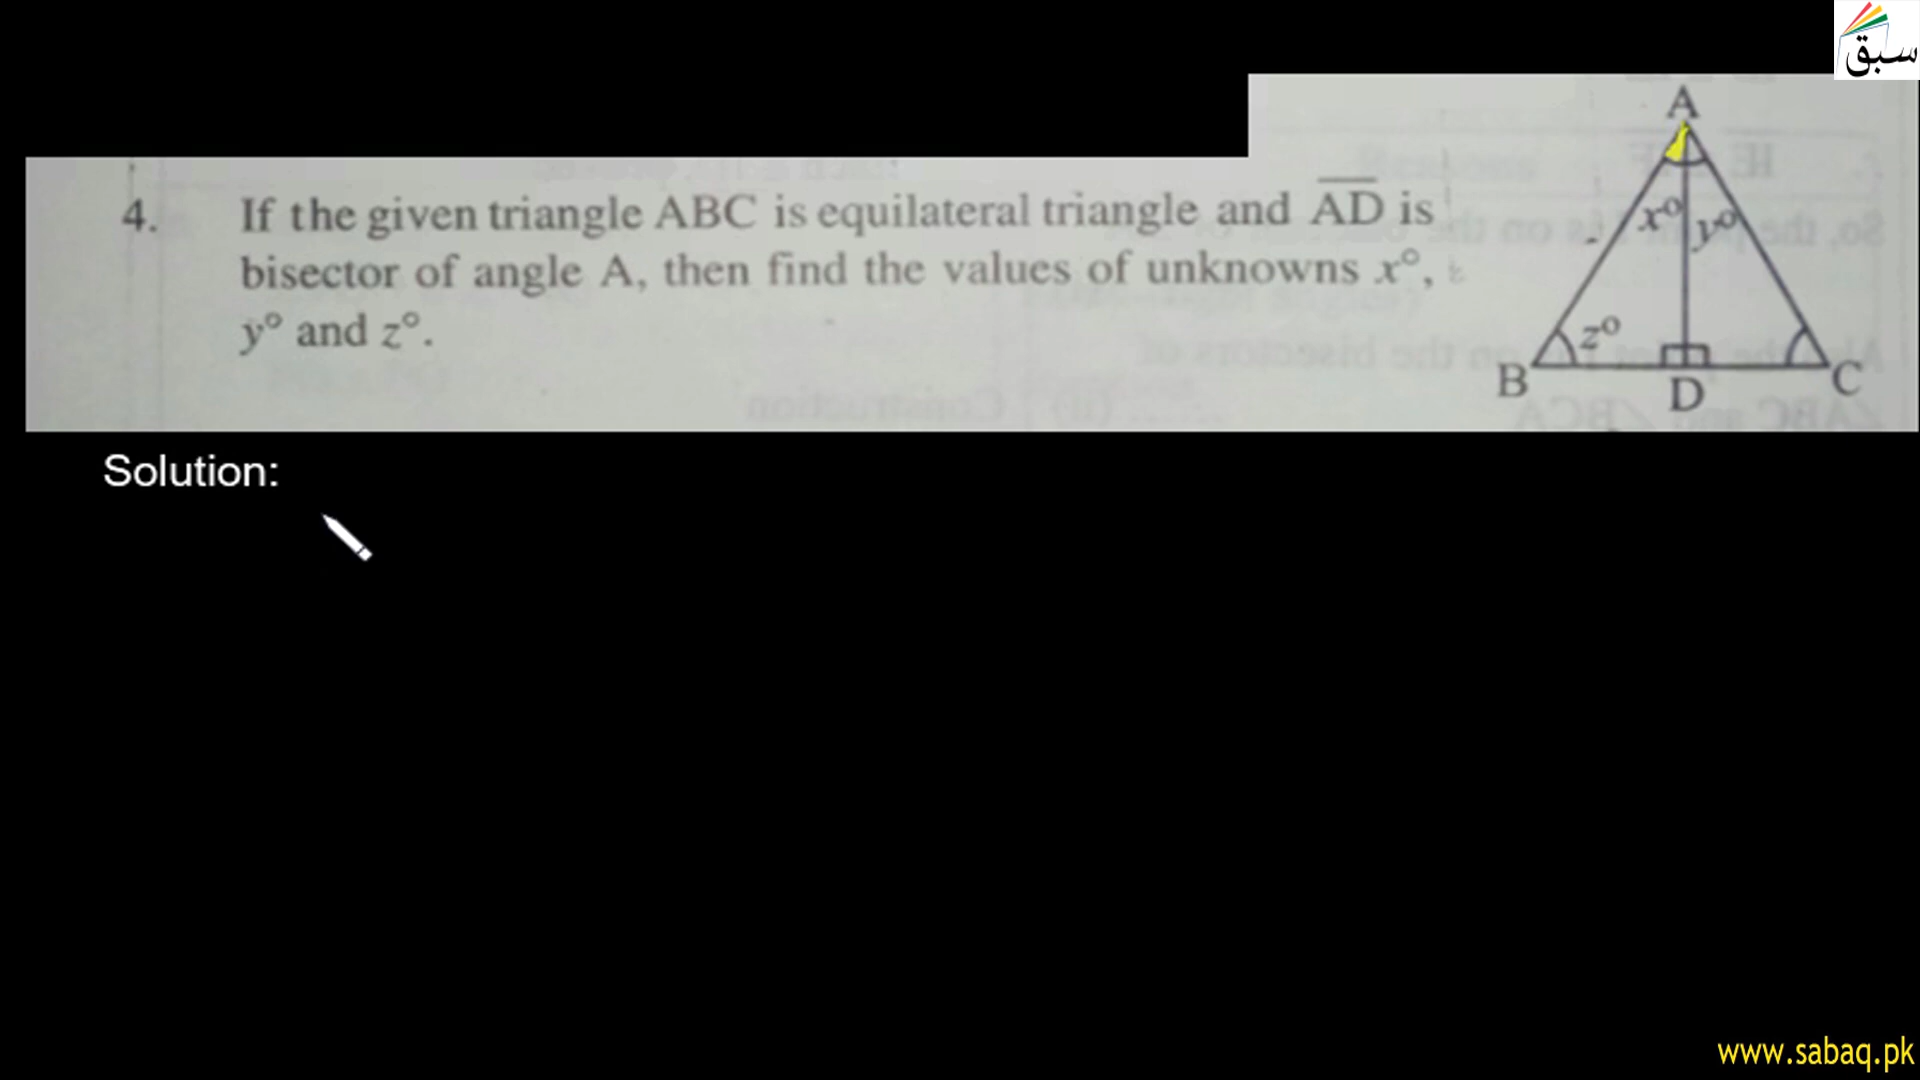 سبق
A
4. If the given triangle ABC is equilateral triangle and AD is
bisector of angle A, then find the values of unknowns x°,
y° and z°.
x° y°
z°
B D C
Solution:
www.sabaq.pk